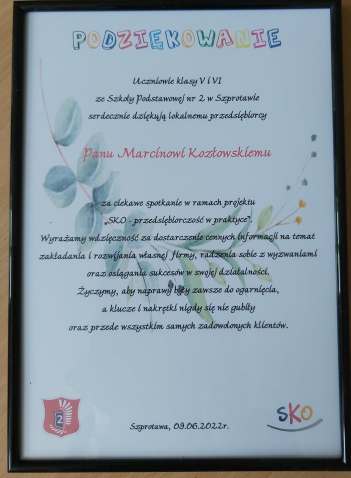 PODZIĘKOWANIE
Uczniowie klasy V i VI
ze Szkoły Podstawowej nr 2 w Szprotawie
serdecznie dziękują lokalnemu przedsiębiorcy
Panu Marcinowi Kozłowskiemu
za ciekawe spotkanie w ramach projektu
„SKO - przedsiębiorczość w praktyce".
Wyrażamy wdzięczność za dostarczenie cennych informacji na temat
zakładania i rozwijania własnej firmy, radzenia sobie z wyzwaniami
oraz osiągania sukcesów w swojej działalności.
Życzymy, aby naprawy były zawsze do ogarnięcia,
a klucze i nakrętki nigdy się nie gubiły
oraz przede wszystkim samych zadowolonych klientów.
2
SKO
Szprotawa, 09.06.2022r.